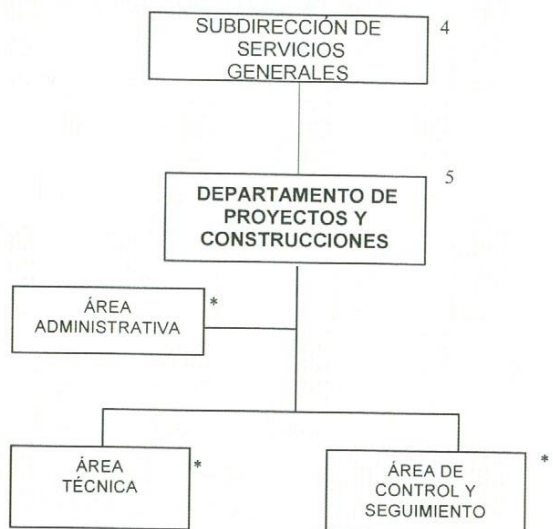 SUBDIRECCIÓN DE
SERVICIOS
GENERALES
4
DEPARTAMENTO DE
PROYECTOS Y
CONSTRUCCIONES
5
ÁREA
ADMINISTRATIVA
*
ÁREA
TÉCNICA
*
ÁREA DE
CONTROL Y
SEGUIMIENTO
*